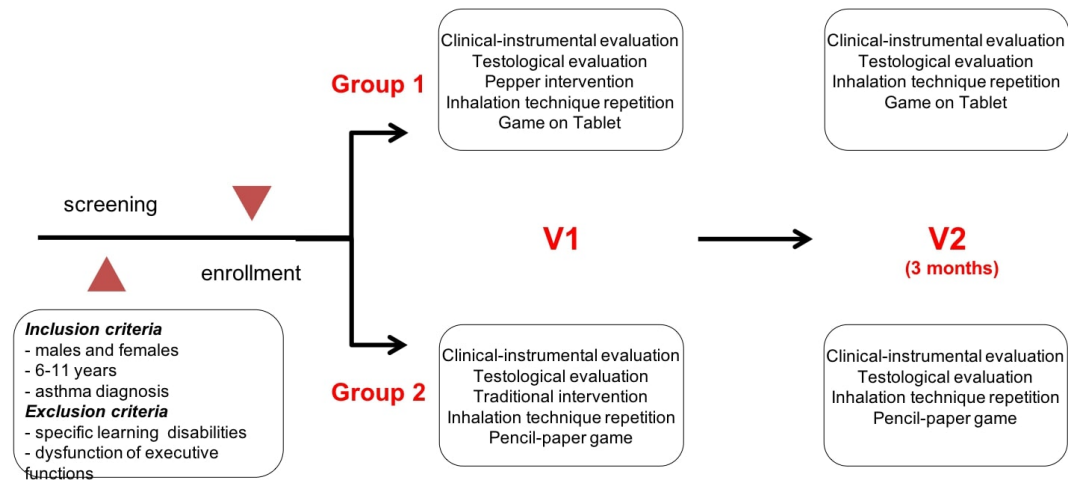 screening
enrollment
Inclusion criteria
- males and females
- 6-11 years
- asthma diagnosis
Exclusion criteria
- specific learning disabilities
- dysfunction of executive
functions
Group 1
Clinical-instrumental evaluation
Testological evaluation
Pepper intervention
Inhalation technique repetition
Game on Tablet
Clinical-instrumental evaluation
Testological evaluation
Inhalation technique repetition
Game on Tablet
V1
V2
(3 months)
Group 2
Clinical-instrumental evaluation
Testological evaluation
Traditional intervention
Inhalation technique repetition
Pencil-paper game
Clinical-instrumental evaluation
Testological evaluation
Inhalation technique repetition
Pencil-paper game